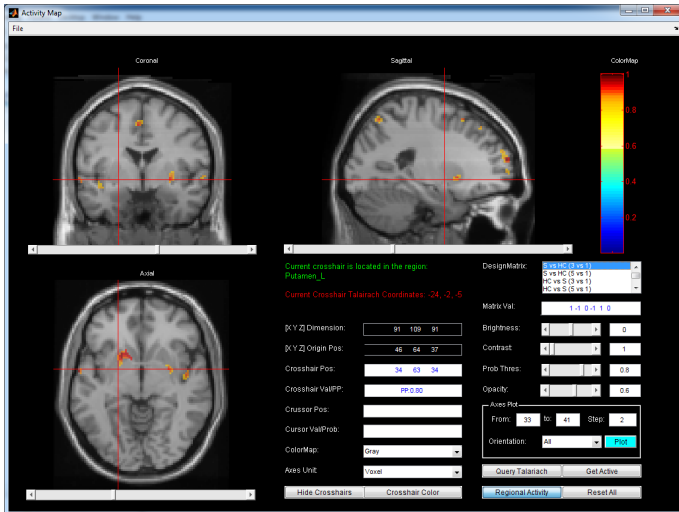 Activity Map
File
Coronal
Sagittal
ColorMap
1
0.8
0.6
0.4
0.2
Axial
Current crosshair is located in the region:
Putamen_L
Current Crosshair Talairach Coordinates: -24, -2, -5
[X Y Z] Dimension: 91 109 91
[X Y Z] Origin Pos: 46 64 37
Crosshair Pos: 34 63 34
Crosshair Val/PP: PP:0.80
Crussor Pos:
Cursor Val/Prob:
ColorMap: Gray
Axes Unit: Voxel
Hide Crosshairs Crosshair Color
DesignMatrix: S vs HC (3 vs 1)
S vs HC (5 vs 1)
HC vs S (3 vs 1)
HC vs S (5 vs 1)
Matrix Val: 1 -1 0 -1 1 0
Brightness: 0
Contrast: 1
Prob Thres: 0.8
Opacity: 0.6
Axes Plot
From: 33 to: 41 Step: 2
Orientation: All Plot
Query Talariach Get Active
Regional Activity Reset All